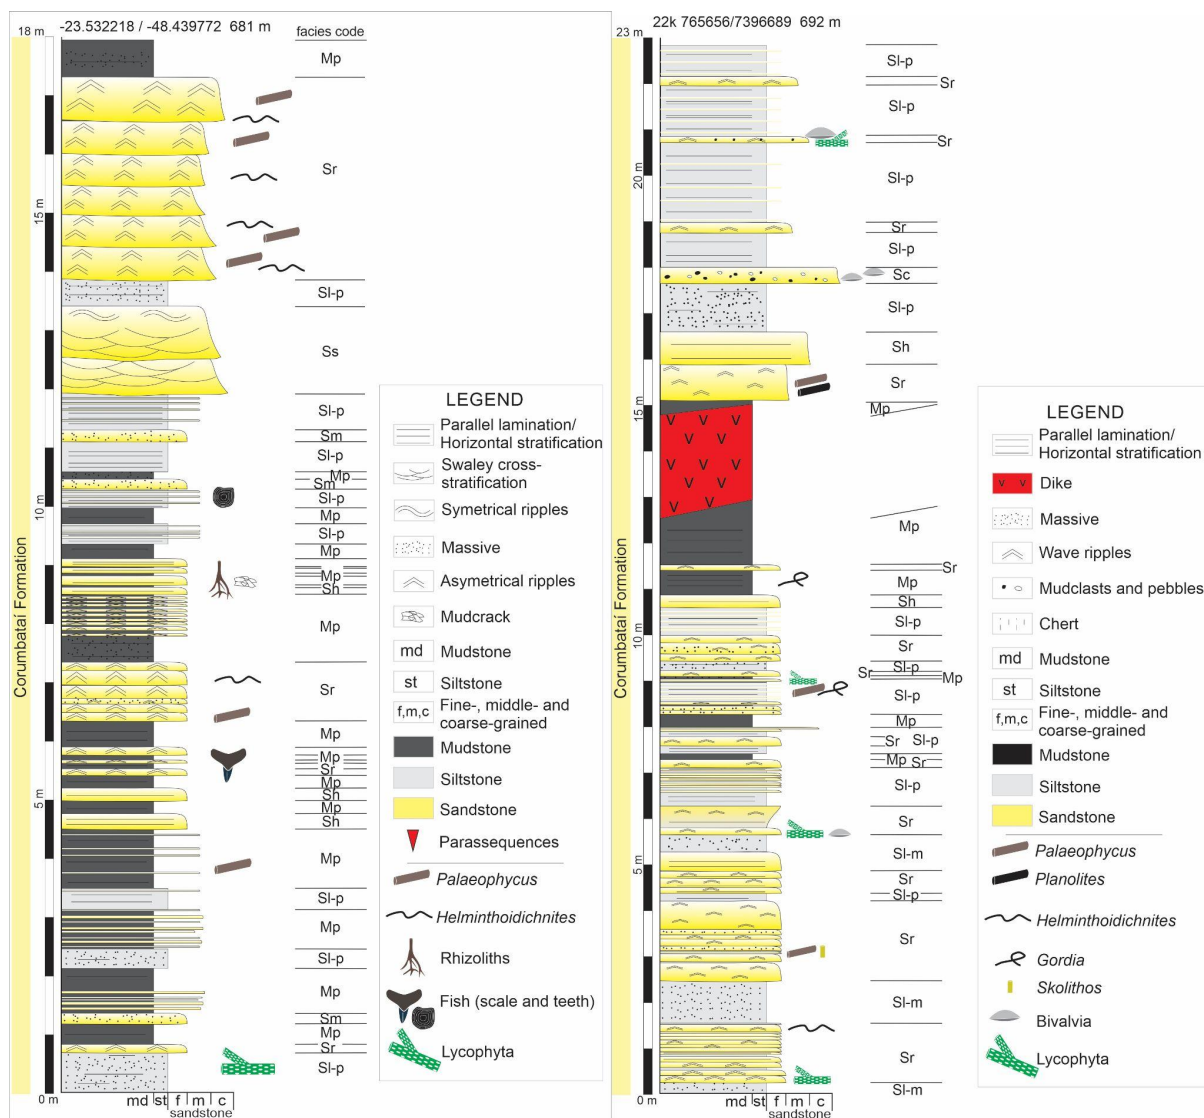 -23.532218 / -48.439772 681 m
facies code
18 m
Mp
Sr
15 m
Sl-p
Ss
Sl-p
Sm
Sl-p
Mp
Sm
Sl-p
10 m
Mp
Sl-p
Mp
Mp
Sh
Mp
Sr
Mp
Mp
Sr
Mp
Sh
5 m
Mp
Sh
Mp
Sl-p
Mp
Sl-p
Mp
Sm
Mp
Sr
Sl-p
0 m
md st f m c
sandstone
Corumbataí Formation
LEGEND
Parallel lamination/
Horizontal stratification
Swaley cross-
stratification
Symetrical ripples
Massive
Asymetrical ripples
Mudcrack
md Mudstone
st Siltstone
f,m,c Fine-, middle- and
coarse-grained
Mudstone
Siltstone
Sandstone
Parassequences
Palaeophycus
Helminthoidichnites
Rhizoliths
Fish (scale and teeth)
Lycophyta
22k 765656/7396689 692 m
23 m
Sl-p
Sr
Sl-p
Sr
20 m
Sl-p
Sr
Sl-p
Sc
Sl-p
Sh
Sr
15 m
Mp
V V
V V V
V V
V V V
V V
V
Mp
Sr
Mp
Sh
Sl-p
10 m
Sr
Sl-p
Sr
Mp
Sl-p
Mp
Sr Sl-p
Mp Sr
Sl-p
Sr
Sl-m
5 m
Sr
Sl-p
Sr
Sl-m
Sr
Sl-m
0 m
md st f m c
sandstone
Corumbataí Formation
LEGEND
Parallel lamination/
Horizontal stratification
V V Dike
Massive
Wave ripples
Mudclasts and pebbles
Chert
md Mudstone
st Siltstone
f,m,c Fine-, middle- and
coarse-grained
Mudstone
Siltstone
Sandstone
Palaeophycus
Planolites
Helminthoidichnites
Gordia
Skolithos
Bivalvia
Lycophyta